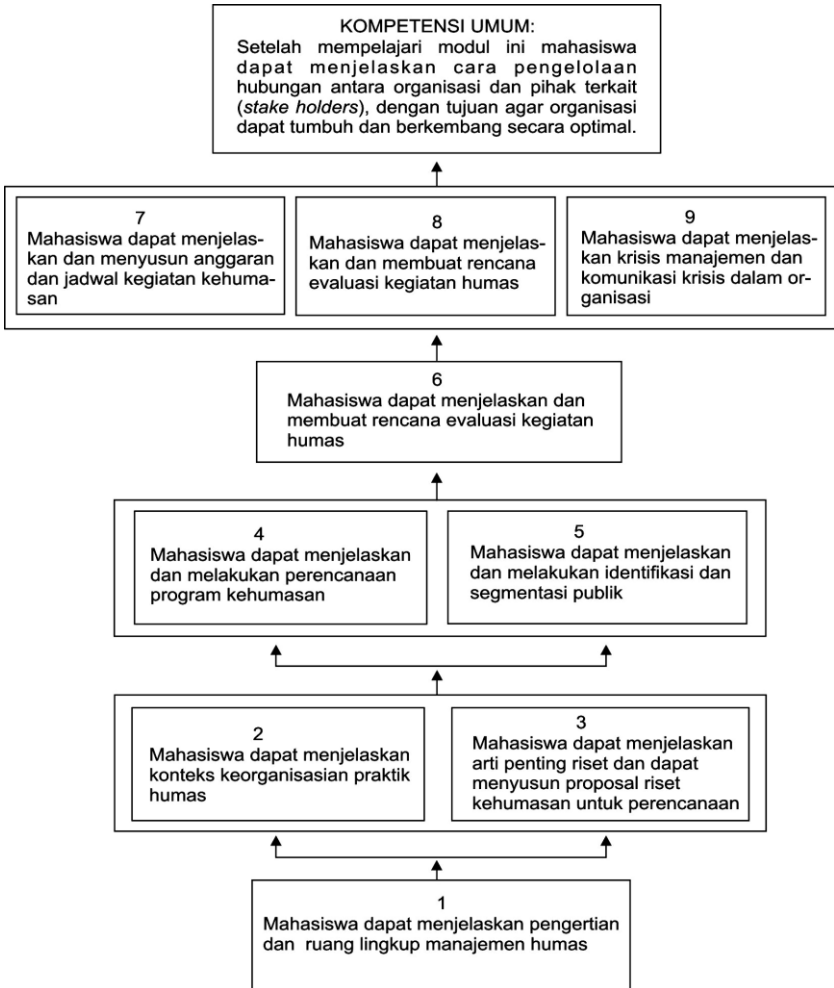 KOMPETENSI UMUM:
Setelah mempelajari modul ini mahasiswa
dapat menjelaskan cara pengelolaan
hubungan antara organisasi dan pihak terkait
(stake holders), dengan tujuan agar organisasi
dapat tumbuh dan berkembang secara optimal.
7
Mahasiswa dapat menjelas-
kan dan menyusun anggaran
dan jadwal kegiatan kehuma-
san
8
Mahasiswa dapat menjelas-
kan dan membuat rencana
evaluasi kegiatan humas
9
Mahasiswa dapat menjelas-
kan krisis manajemen dan
komunikasi krisis dalam or-
ganisasi
6
Mahasiswa dapat menjelaskan dan
membuat rencana evaluasi kegiatan
humas
4
Mahasiswa dapat menjelaskan
dan melakukan perencanaan
program kehumasan
5
Mahasiswa dapat menjelaskan
dan melakukan identifikasi dan
segmentasi publik
2
Mahasiswa dapat menjelaskan
konteks keorganisasian praktik
humas
3
Mahasiswa dapat menjelaskan
arti penting riset dan dapat
menyusun proposal riset
kehumasan untuk perencanaan
1
Mahasiswa dapat menjelaskan pengertian
dan ruang lingkup manajemen humas